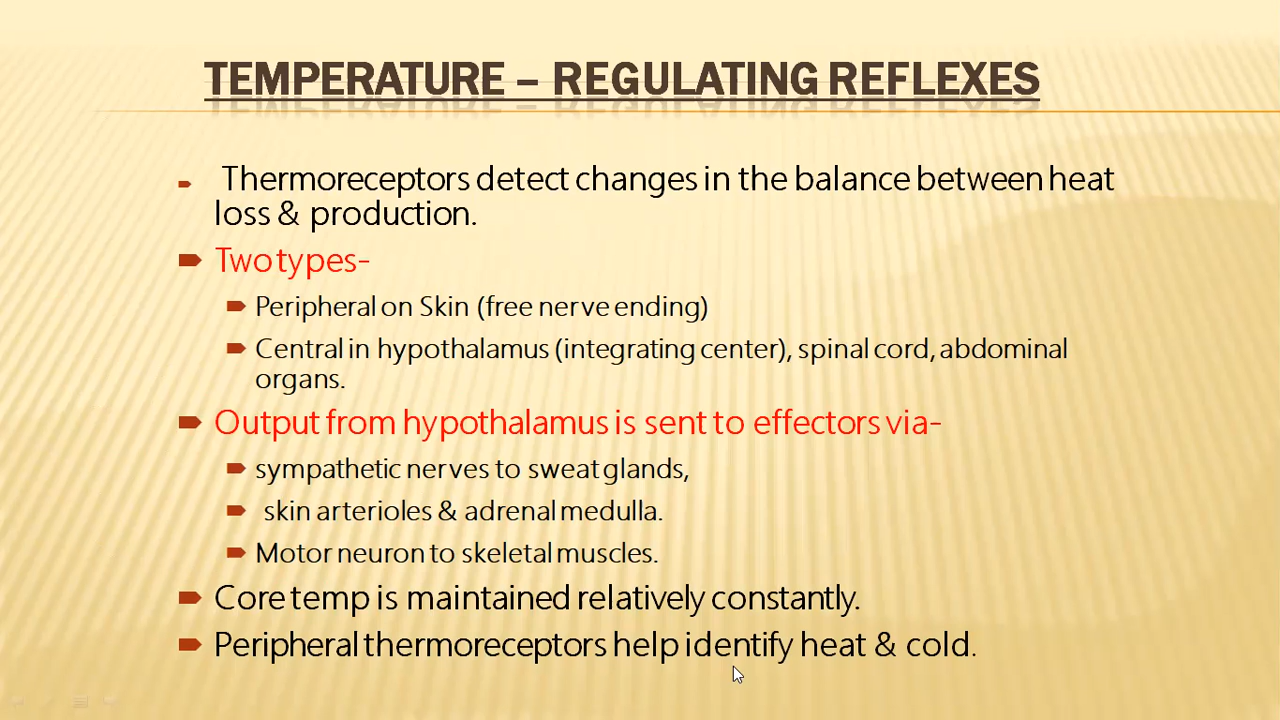 TEMPERATURE – REGULATING REFLEXES
Thermoreceptors detect changes in the balance between heat
loss & production.
Two types-
Peripheral on Skin (free nerve ending)
Central in hypothalamus (integrating center), spinal cord, abdominal
organs.
Output from hypothalamus is sent to effectors via-
sympathetic nerves to sweat glands,
skin arterioles & adrenal medulla.
Motor neuron to skeletal muscles.
Core temp is maintained relatively constantly.
Peripheral thermoreceptors help identify heat & cold.